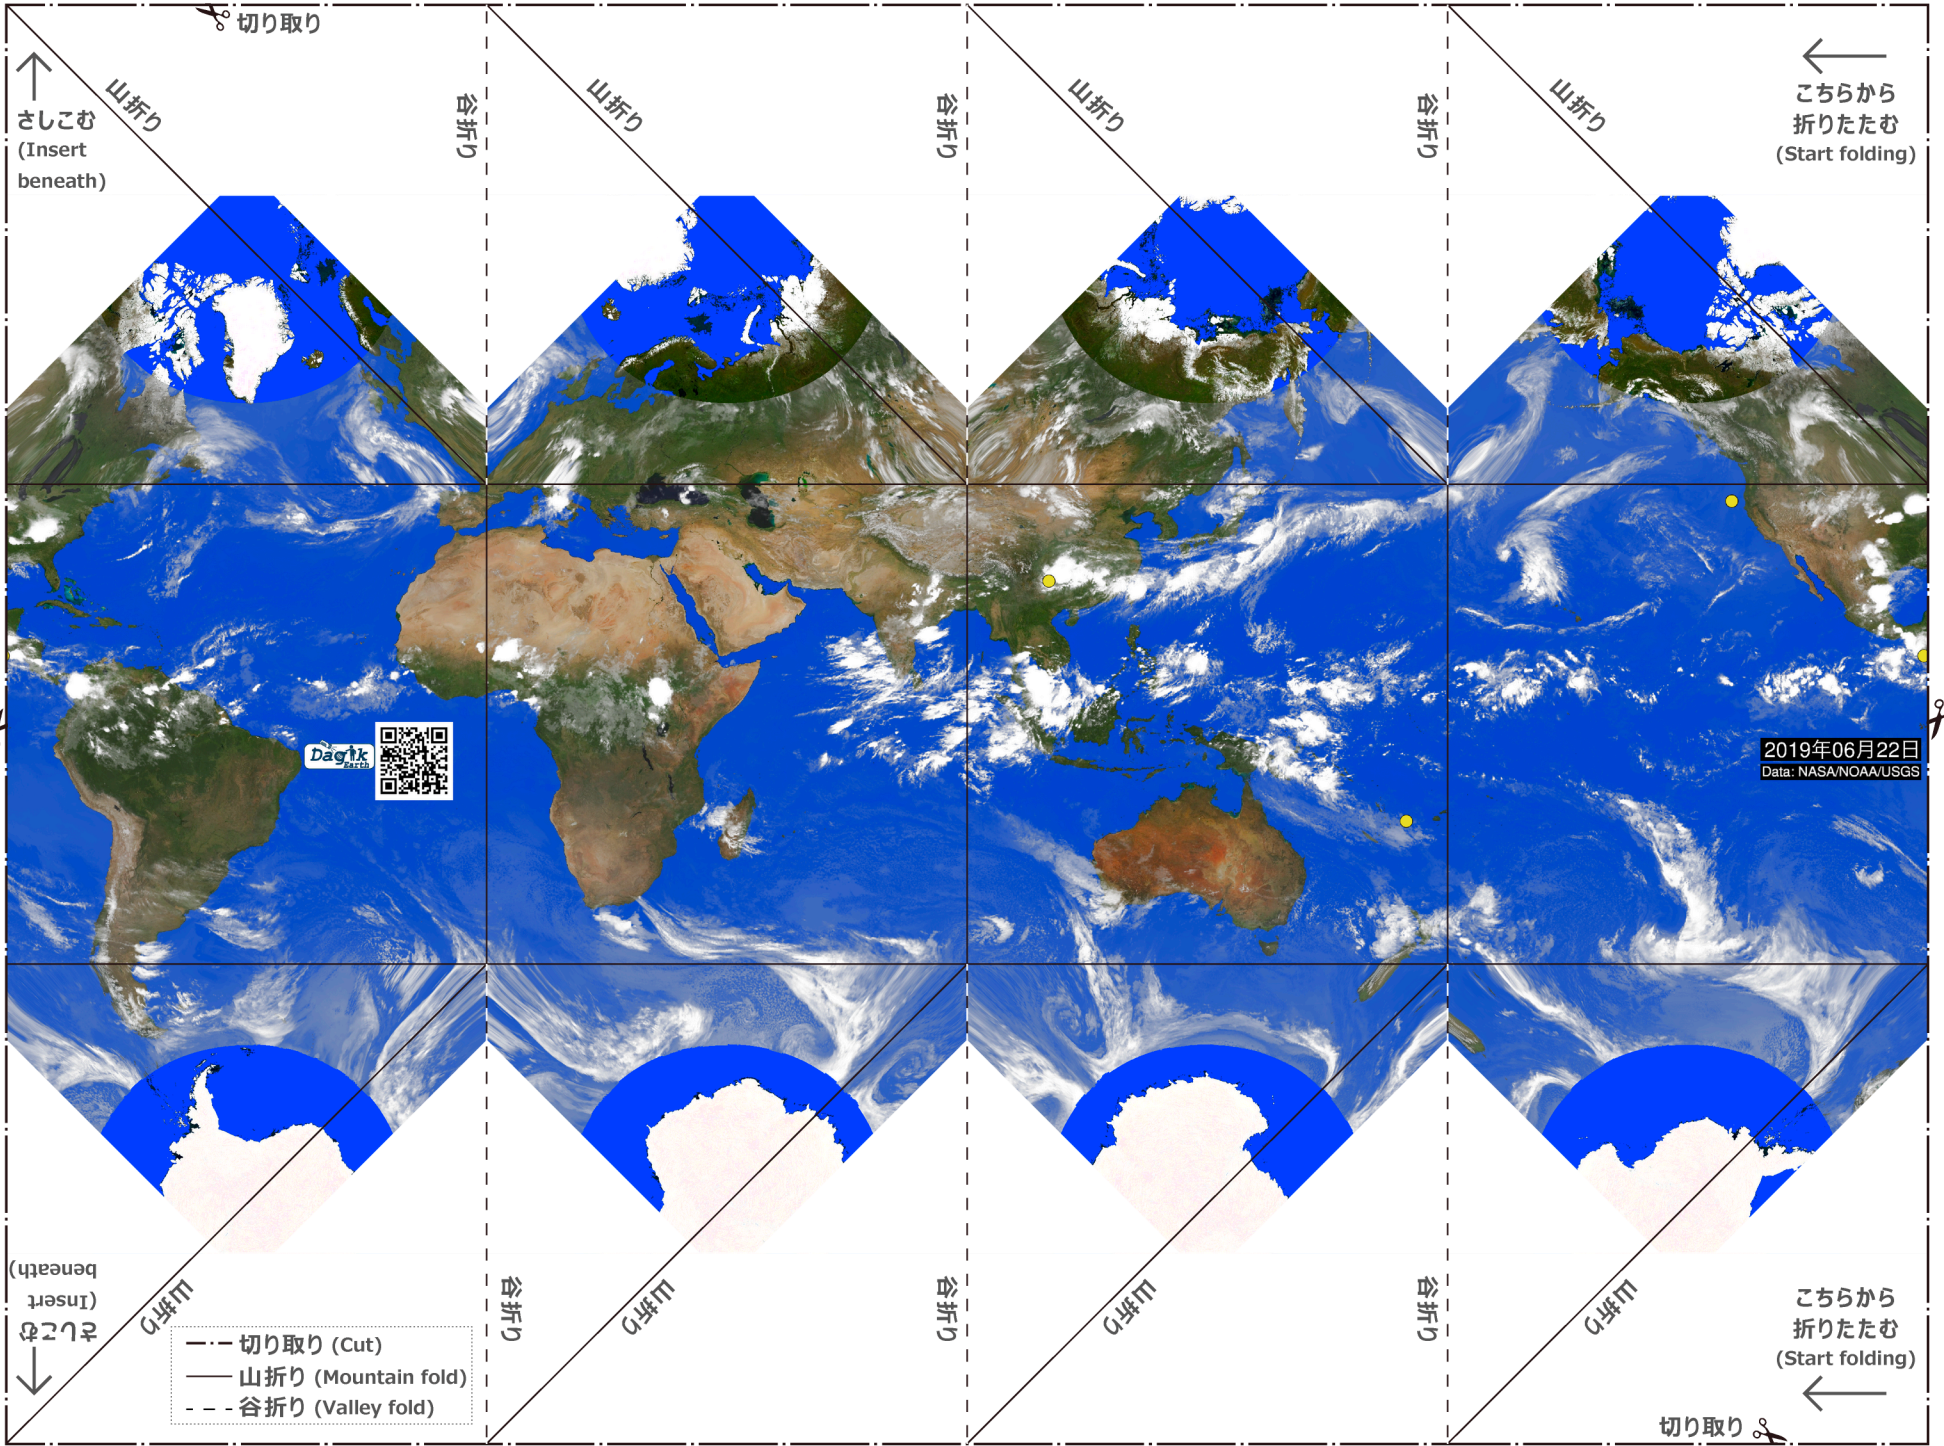 切り取り
山折り
谷折り
山折り
谷折り
山折り
谷折り
山折り
こちらから
折りたたむ
(Start folding)
さしこむ
(Insert
beneath)
Dagik
Earth
2019年06月22日
Data: NASA/NOAA/USGS
さしこむ
(Insert
beneath)
山折り
谷折り
山折り
谷折り
山折り
谷折り
山折り
こちらから
折りたたむ
(Start folding)
切り取り (Cut)
山折り (Mountain fold)
谷折り (Valley fold)
切り取り